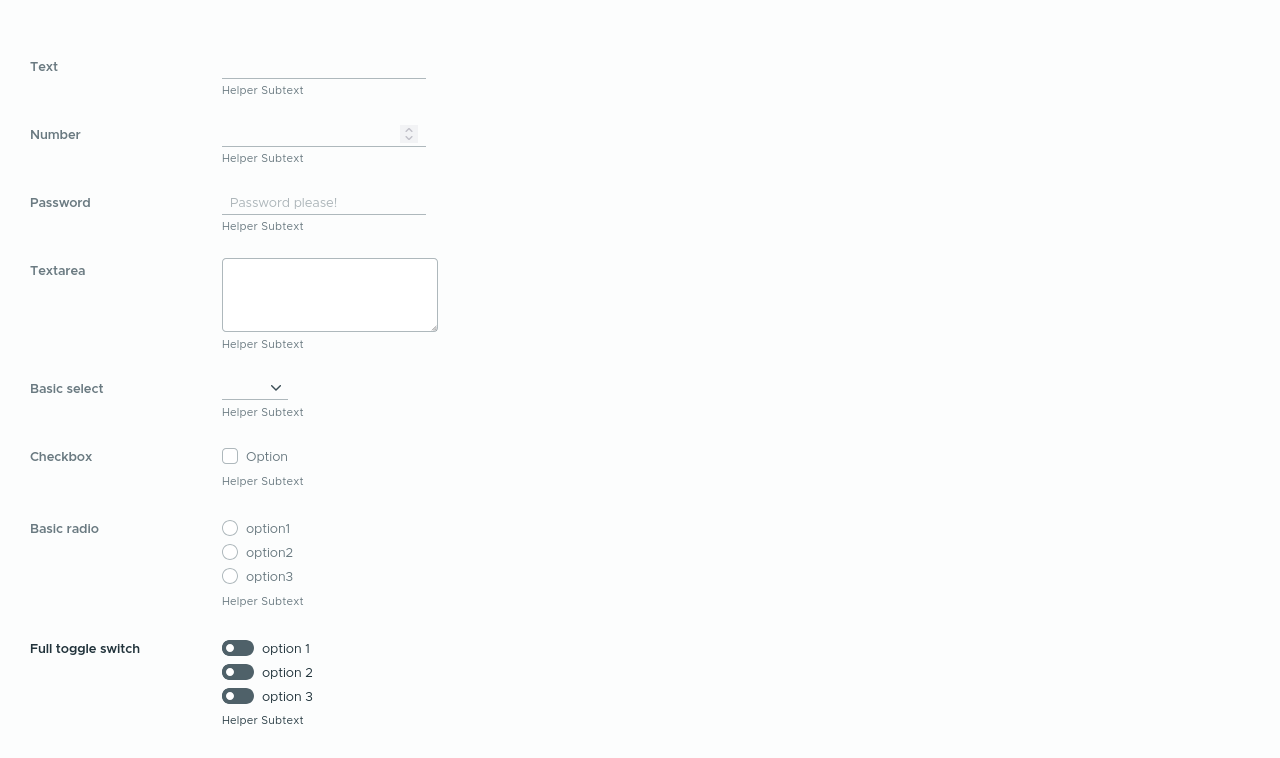 Text
Helper Subtext
Number
Helper Subtext
Password Password please!
Helper Subtext
Textarea
Helper Subtext
Basic select
Helper Subtext
Checkbox Option
Helper Subtext
Basic radio option1
option2
option3
Helper Subtext
Full toggle switch option 1
option 2
option 3
Helper Subtext